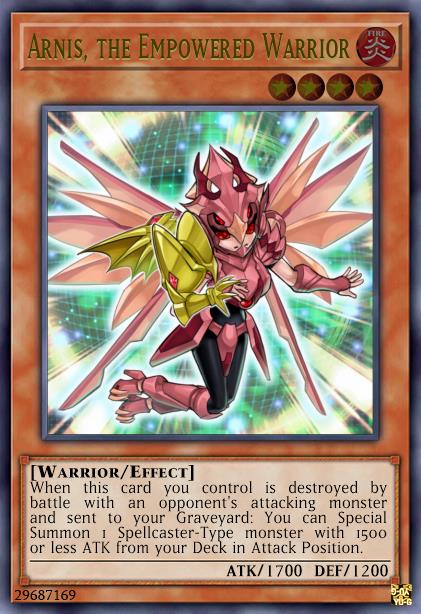 ARNIS, THE EMPOWERED WARRIOR
FIRE
炎
[WARRIOR/EFFECT]
When this card you control is destroyed by
battle with an opponent's attacking monster
and sent to your Graveyard: You can Special
Summon 1 Spellcaster-Type monster with 1500
or less ATK from your Deck in Attack Position.
ATK/1700 DEF/1200
29687169